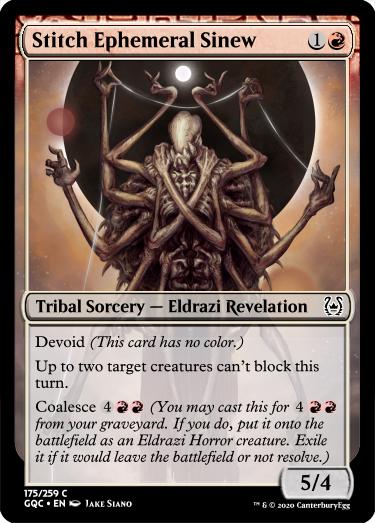 Stitch Ephemeral Sinew 1
Tribal Sorcery — Eldrazi Revelation
Devoid (This card has no color.)
Up to two target creatures can't block this
turn.
Coalesce 4 (You may cast this for 4
from your graveyard. If you do, put it onto the
battlefield as an Eldrazi Horror creature. Exile
it if it would leave the battlefield or not resolve.)
5/4
175/259 C
GQC • EN Jake Siano
™ & © 2020 CanterburyEgg